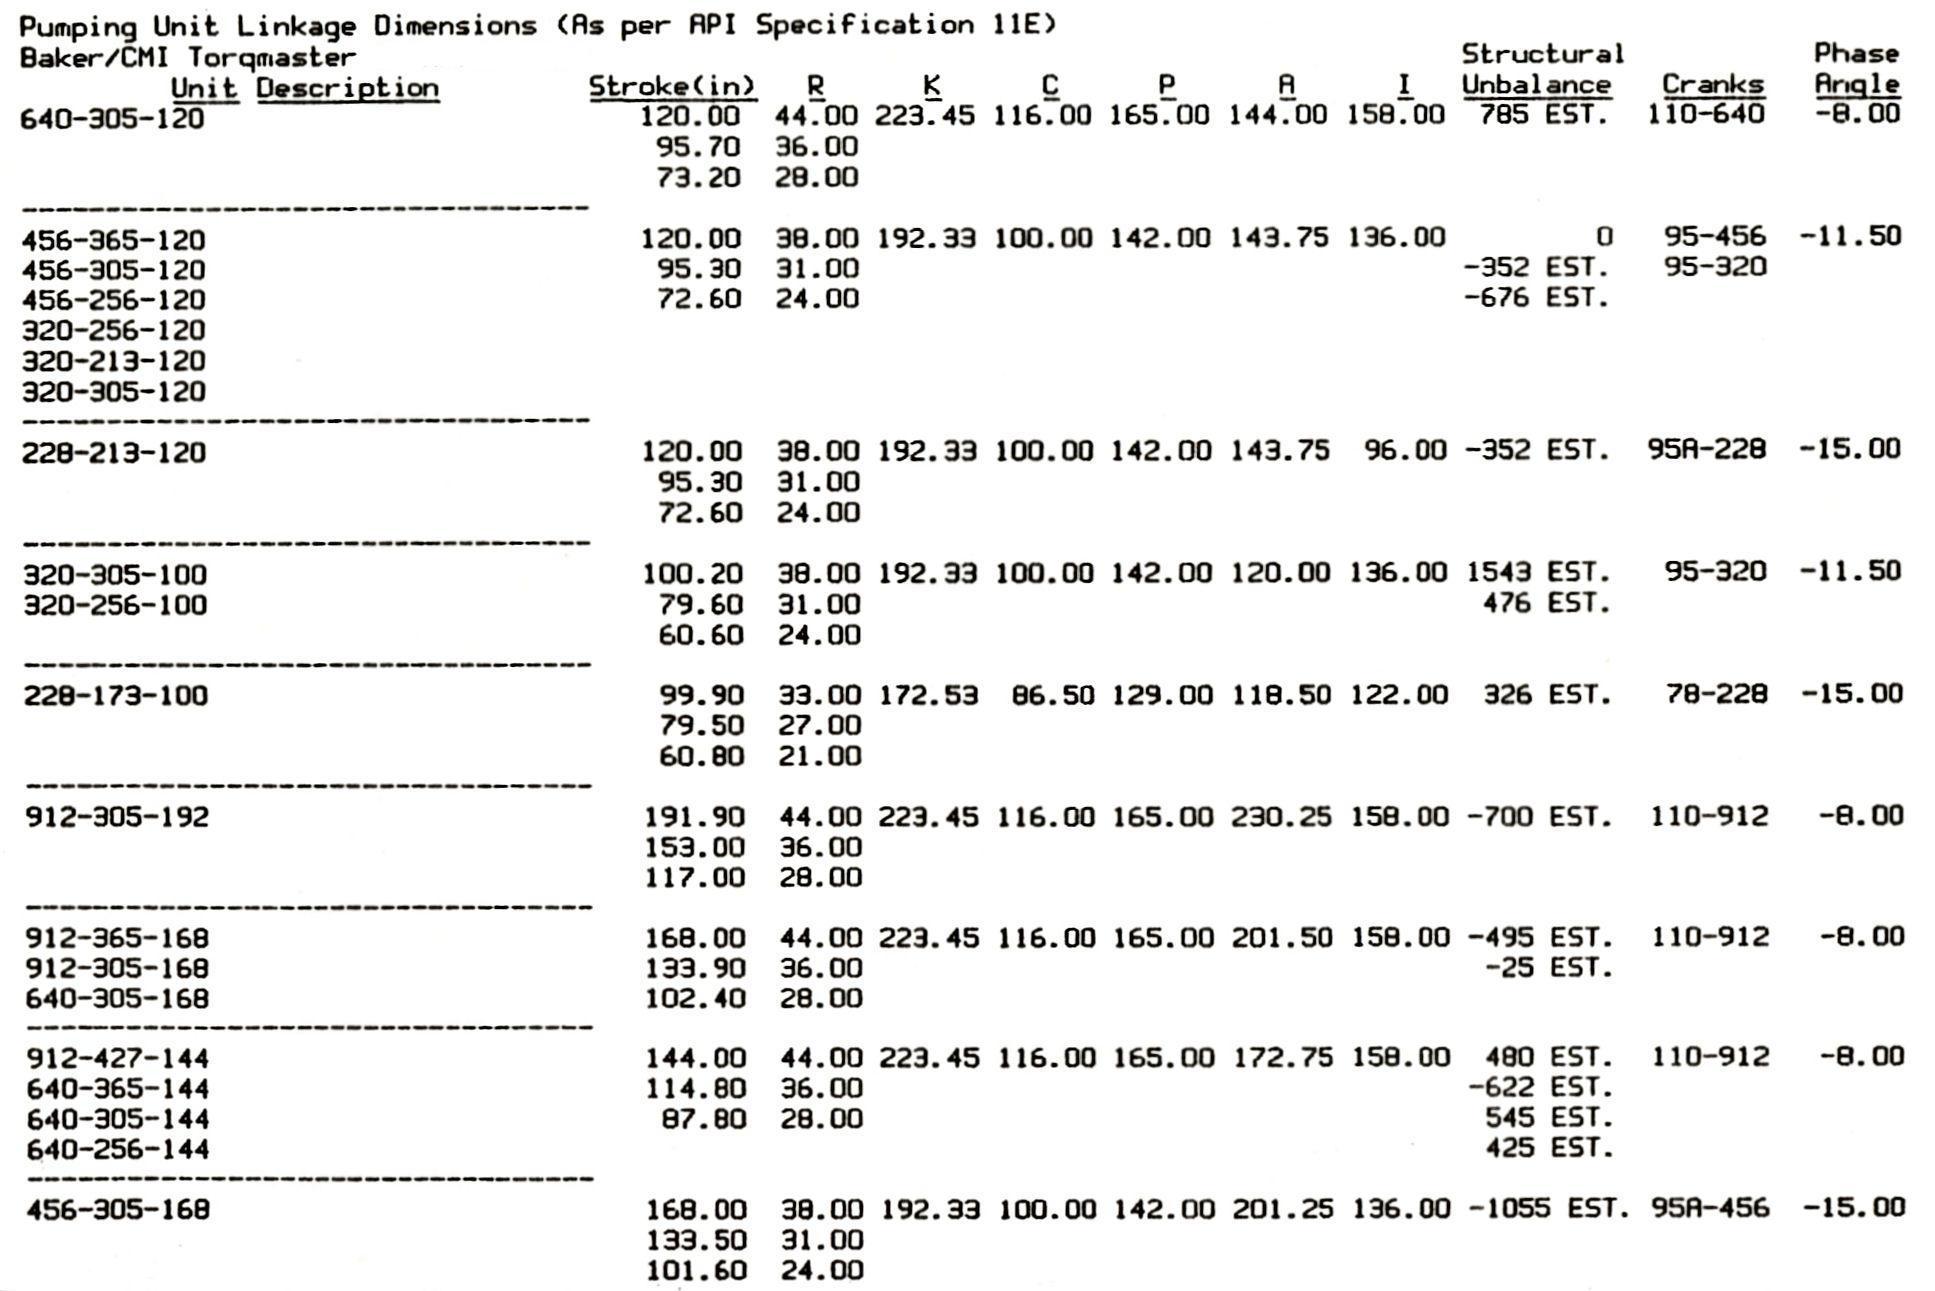 Pumping Unit Linkage Dimensions (As per API Specification 11E)
Baker/CMI Torqmaster Structural Phase
Unit Description Stroke(in) R K C P A I Unbalance Cranks Angle
640-305-120 120.00 44.00 223.45 116.00 165.00 144.00 158.00 785 EST. 110-640 -8.00
95.70 36.00
73.20 28.00
----------------------------------
456-365-120 120.00 38.00 192.33 100.00 142.00 143.75 136.00 0 95-456 -11.50
456-305-120 95.30 31.00 -352 EST. 95-320
456-256-120 72.60 24.00 -676 EST.
320-256-120
320-213-120
320-305-120
----------------------------------
228-213-120 120.00 38.00 192.33 100.00 142.00 143.75 96.00 -352 EST. 95A-228 -15.00
95.30 31.00
72.60 24.00
----------------------------------
320-305-100 100.20 38.00 192.33 100.00 142.00 120.00 136.00 1543 EST. 95-320 -11.50
320-256-100 79.60 31.00 476 EST.
60.60 24.00
----------------------------------
228-173-100 99.90 33.00 172.53 86.50 129.00 118.50 122.00 326 EST. 78-228 -15.00
79.50 27.00
60.80 21.00
----------------------------------
912-305-192 191.90 44.00 223.45 116.00 165.00 230.25 158.00 -700 EST. 110-912 -8.00
153.00 36.00
117.00 28.00
----------------------------------
912-365-168 168.00 44.00 223.45 116.00 165.00 201.50 158.00 -495 EST. 110-912 -8.00
912-305-168 133.90 36.00 -25 EST.
640-305-168 102.40 28.00
----------------------------------
912-427-144 144.00 44.00 223.45 116.00 165.00 172.75 158.00 480 EST. 110-912 -8.00
640-365-144 114.80 36.00 -622 EST.
640-305-144 87.80 28.00 545 EST.
640-256-144 425 EST.
----------------------------------
456-305-168 168.00 38.00 192.33 100.00 142.00 201.25 136.00 -1055 EST. 95A-456 -15.00
133.50 31.00
101.60 24.00